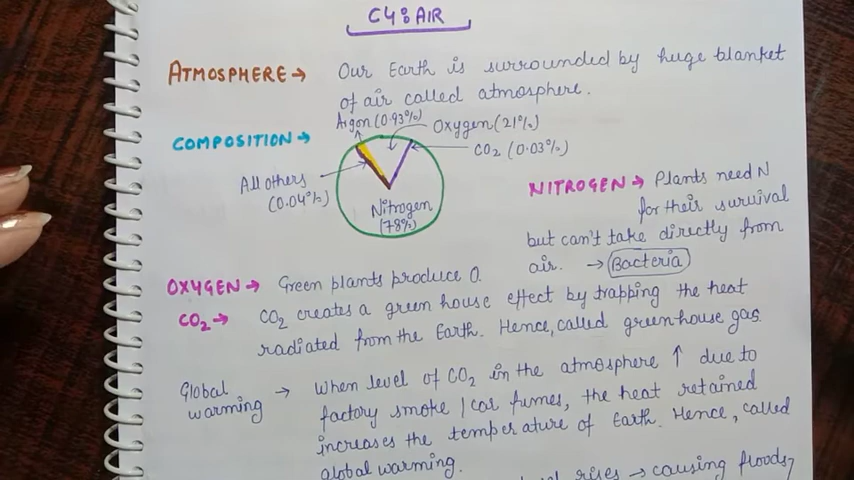 C4: AIR
ATMOSPHERE → Our Earth is surrounded by huge blanket
of air called atmosphere.
COMPOSITION →
Argon (0.93%)
Oxygen (21%)
CO₂ (0.03%)
All others
(0.04%)
Nitrogen
(78%)
NITROGEN → Plants need N
for their survival
but can't take directly from
air. → Bacteria
OXYGEN → Green plants produce O.
CO₂ → CO₂ creates a green house effect by trapping the heat
radiated from the Earth. Hence, called greenhouse gas.
Global
warming → When level of CO₂ in the atmosphere ↑ due to
factory smoke / car fumes, the heat retained
increases the temperature of Earth. Hence, called
global warming.
rises → causing floods,